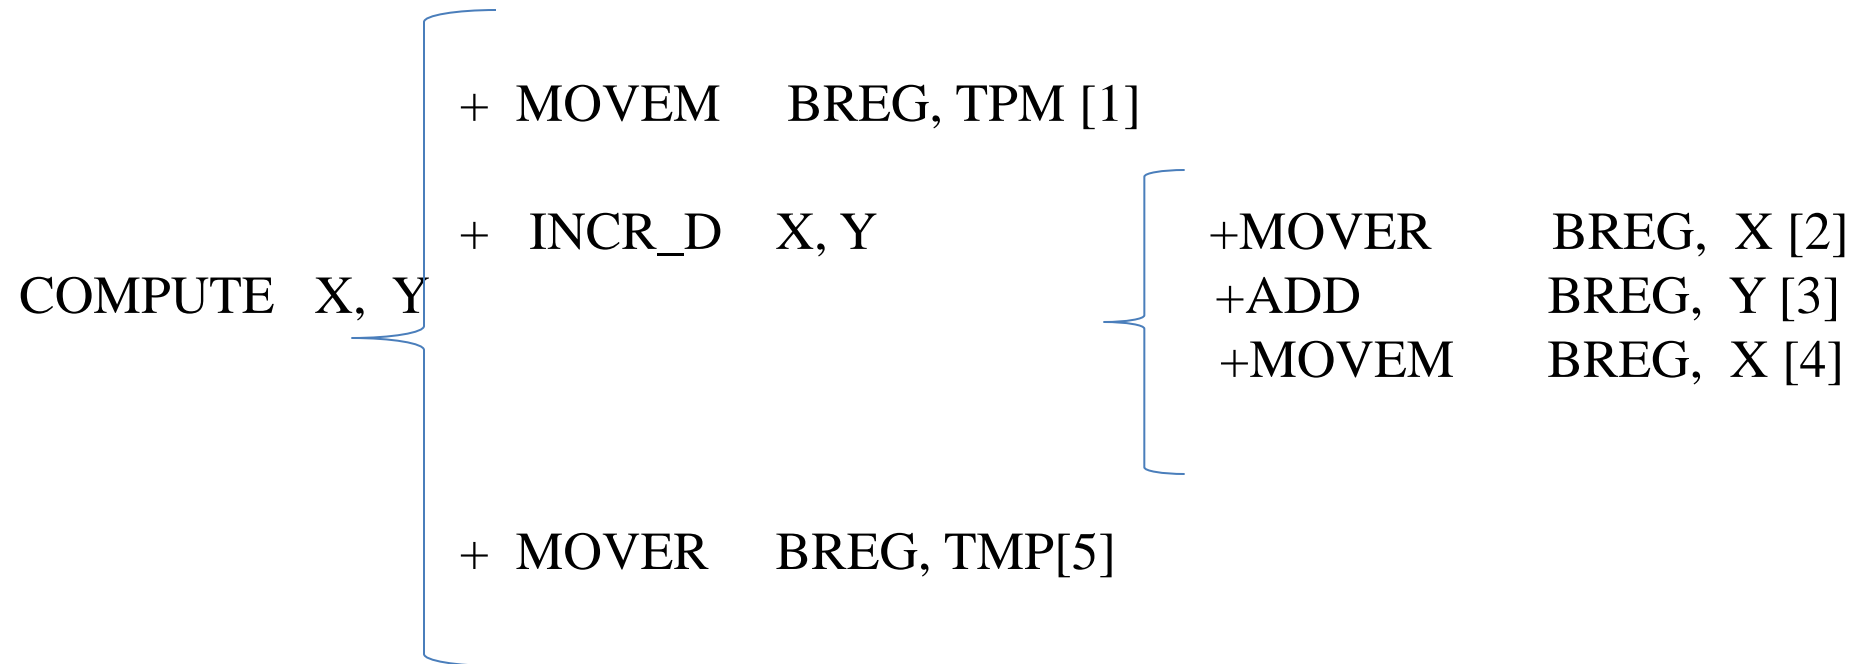 + MOVEM BREG, TPM [1]
+ INCR_D X, Y +MOVER BREG, X [2]
COMPUTE X, Y +ADD BREG, Y [3]
+MOVEM BREG, X [4]
+ MOVER BREG, TMP[5]